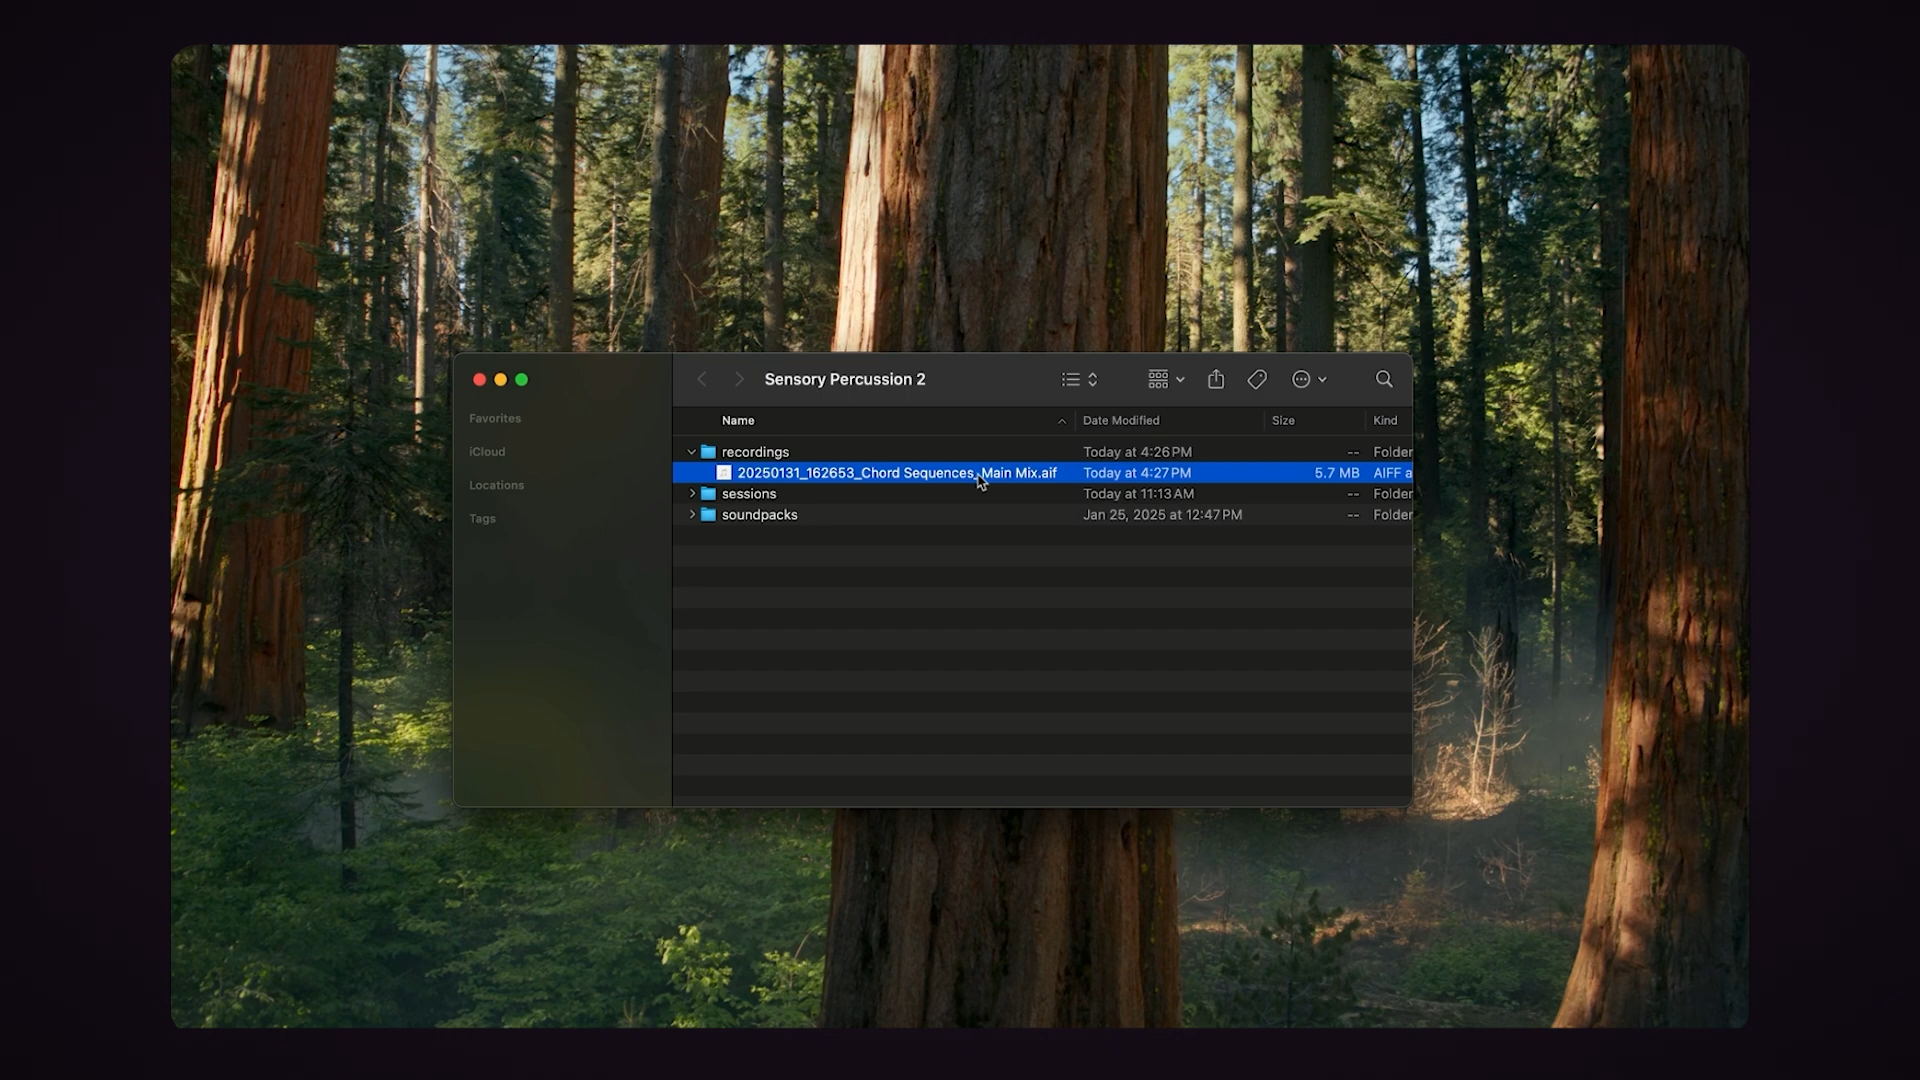 Sensory Percussion 2
Favorites
iCloud
Locations
Tags
Name Date Modified Size Kind
recordings Today at 4:26 PM -- Folder
20250131_162653_Chord Sequences_Main Mix.aif Today at 4:27 PM 5.7 MB AIFF a
sessions Today at 11:13 AM -- Folder
soundpacks Jan 25, 2025 at 12:47 PM -- Folder